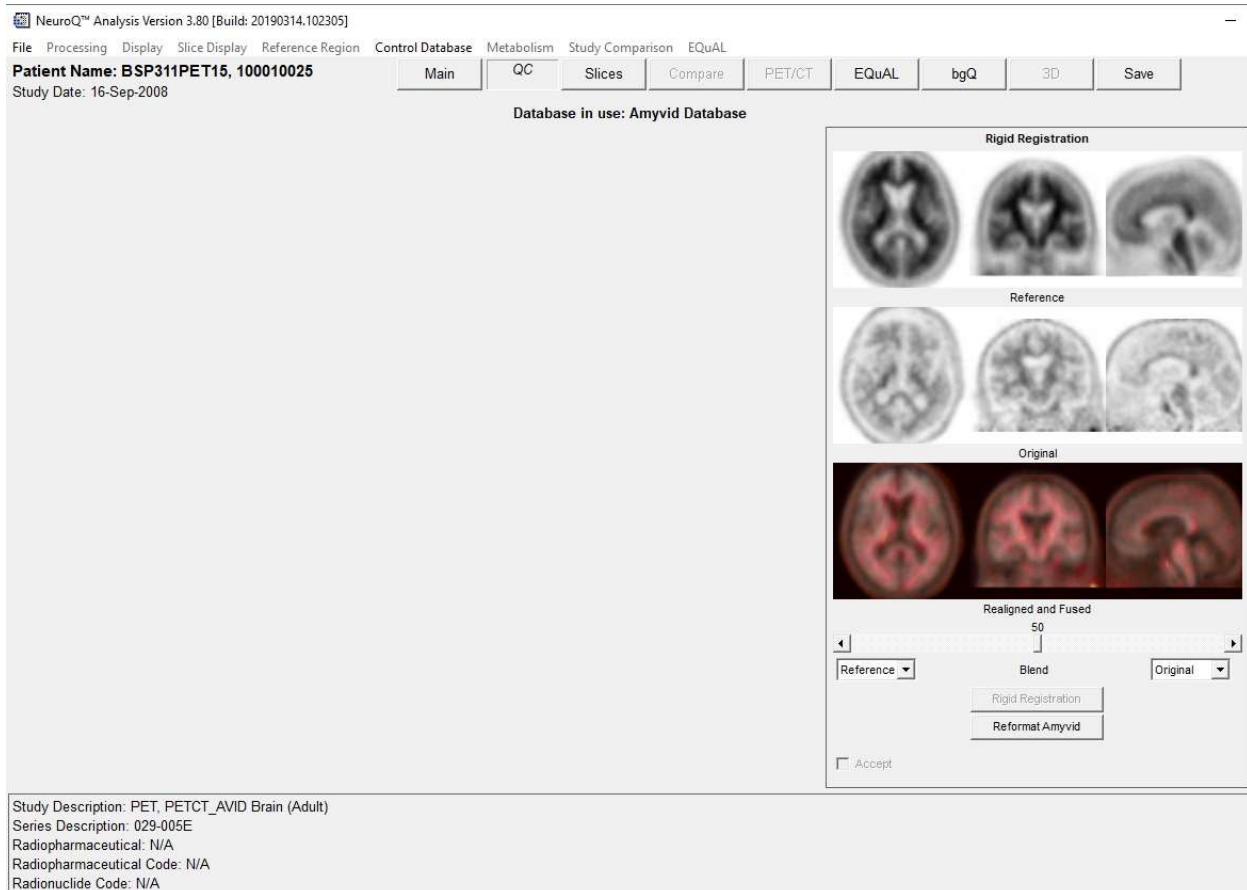 NeuroQ™ Analysis Version 3.80 [Build: 20190314.102305]
File Processing Display Slice Display Reference Region Control Database Metabolism Study Comparison EQuAL
Patient Name: BSP311PET15, 100010025
Study Date: 16-Sep-2008
Main QC Slices Compare PET/CT EQuAL bgQ 3D Save
Database in use: Amyvid Database
Rigid Registration
Reference
Original
Realigned and Fused
50
Reference Blend Original
Rigid Registration
Reformat Amyvid
Accept
Study Description: PET, PETCT_AVID Brain (Adult)
Series Description: 029-005E
Radiopharmaceutical: N/A
Radiopharmaceutical Code: N/A
Radionuclide Code: N/A